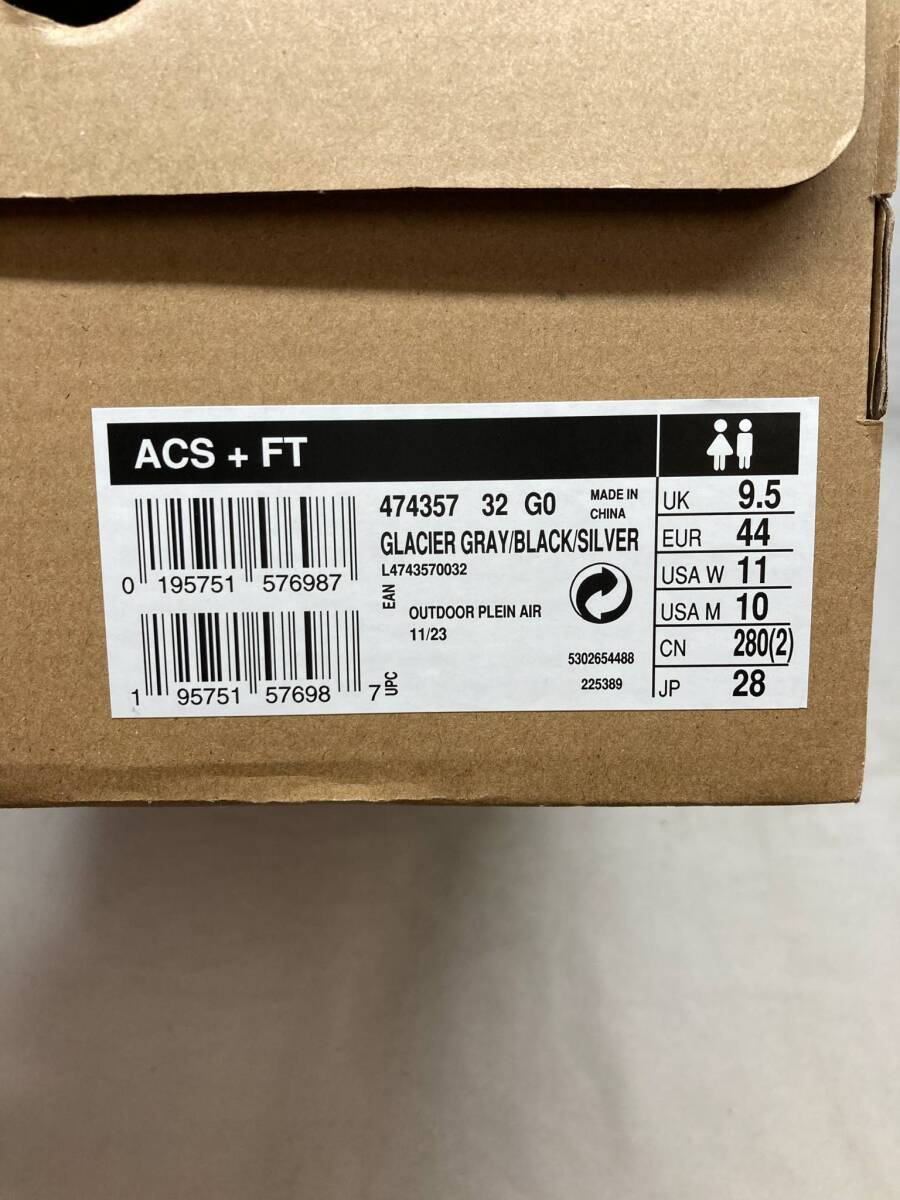 ACS + FT
0 195751 576987
EAN
1 95751 57698 7
UPC
474357 32 G0
MADE IN
CHINA
GLACIER GRAY/BLACK/SILVER
L4743570032
OUTDOOR PLEIN AIR
11/23
5302654488
225389
UK 9.5
EUR 44
USA W 11
USA M 10
CN 280(2)
JP 28